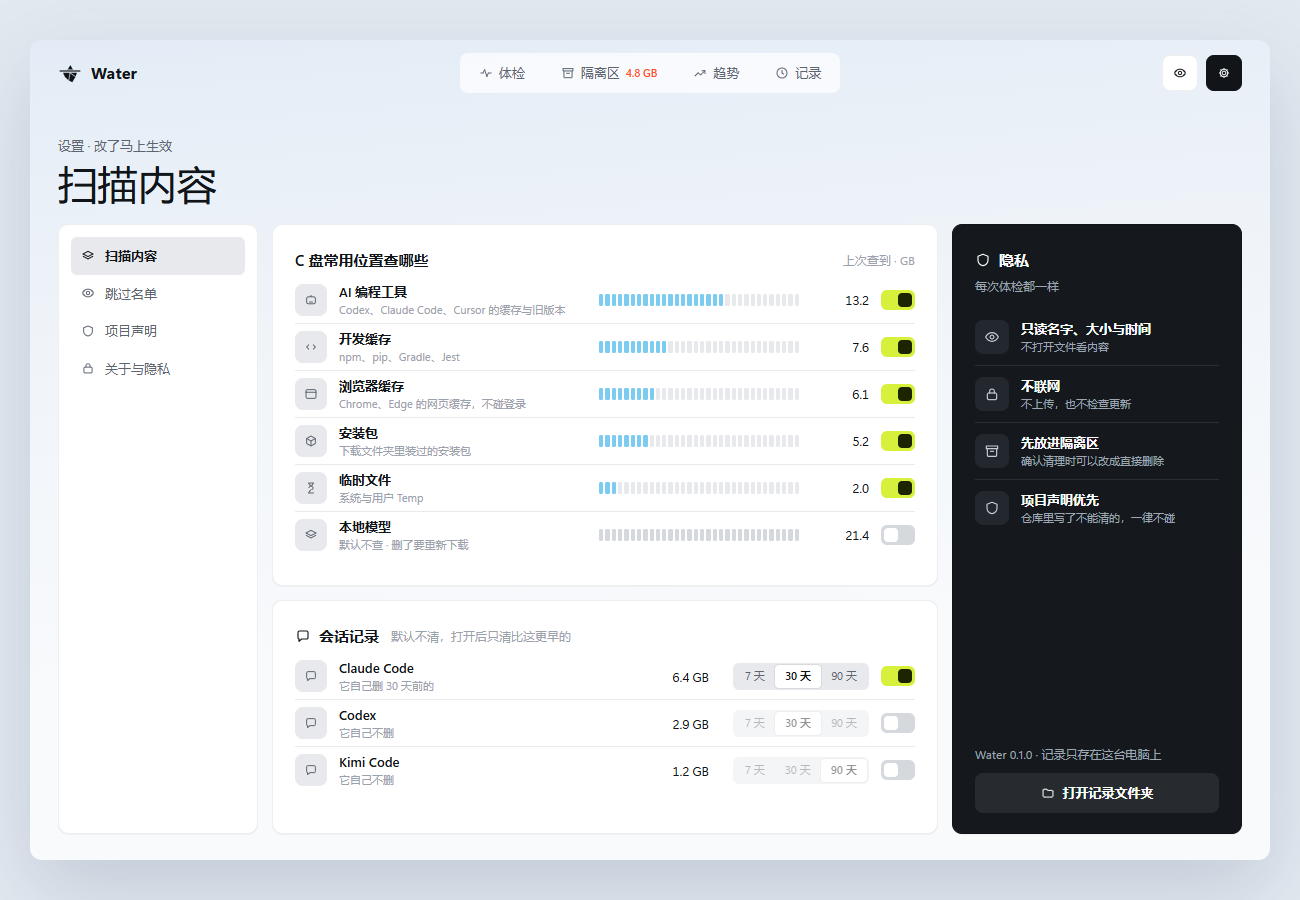 Water
体检
隔离区 4.8 GB
趋势
记录
设置 · 改了马上生效
扫描内容
扫描内容
跳过名单
项目声明
关于与隐私
C 盘常用位置查哪些
上次查到 · GB
AI 编程工具
Codex、Claude Code、Cursor 的缓存与旧版本
13.2
开发缓存
npm、pip、Gradle、Jest
7.6
浏览器缓存
Chrome、Edge 的网页缓存，不碰登录
6.1
安装包
下载文件夹里装过的安装包
5.2
临时文件
系统与用户 Temp
2.0
本地模型
默认不查 · 删了要重新下载
21.4
会话记录 默认不清，打开后只清比这更早的
Claude Code
它自己删 30 天前的
6.4 GB
7 天 30 天 90 天
Codex
它自己不删
2.9 GB
7 天 30 天 90 天
Kimi Code
它自己不删
1.2 GB
7 天 30 天 90 天
隐私
每次体检都一样
只读名字、大小与时间
不打开文件看内容
不联网
不上传，也不检查更新
先放进隔离区
确认清理时可以改成直接删除
项目声明优先
仓库里写了不能清的，一律不碰
Water 0.1.0 · 记录只存在这台电脑上
打开记录文件夹